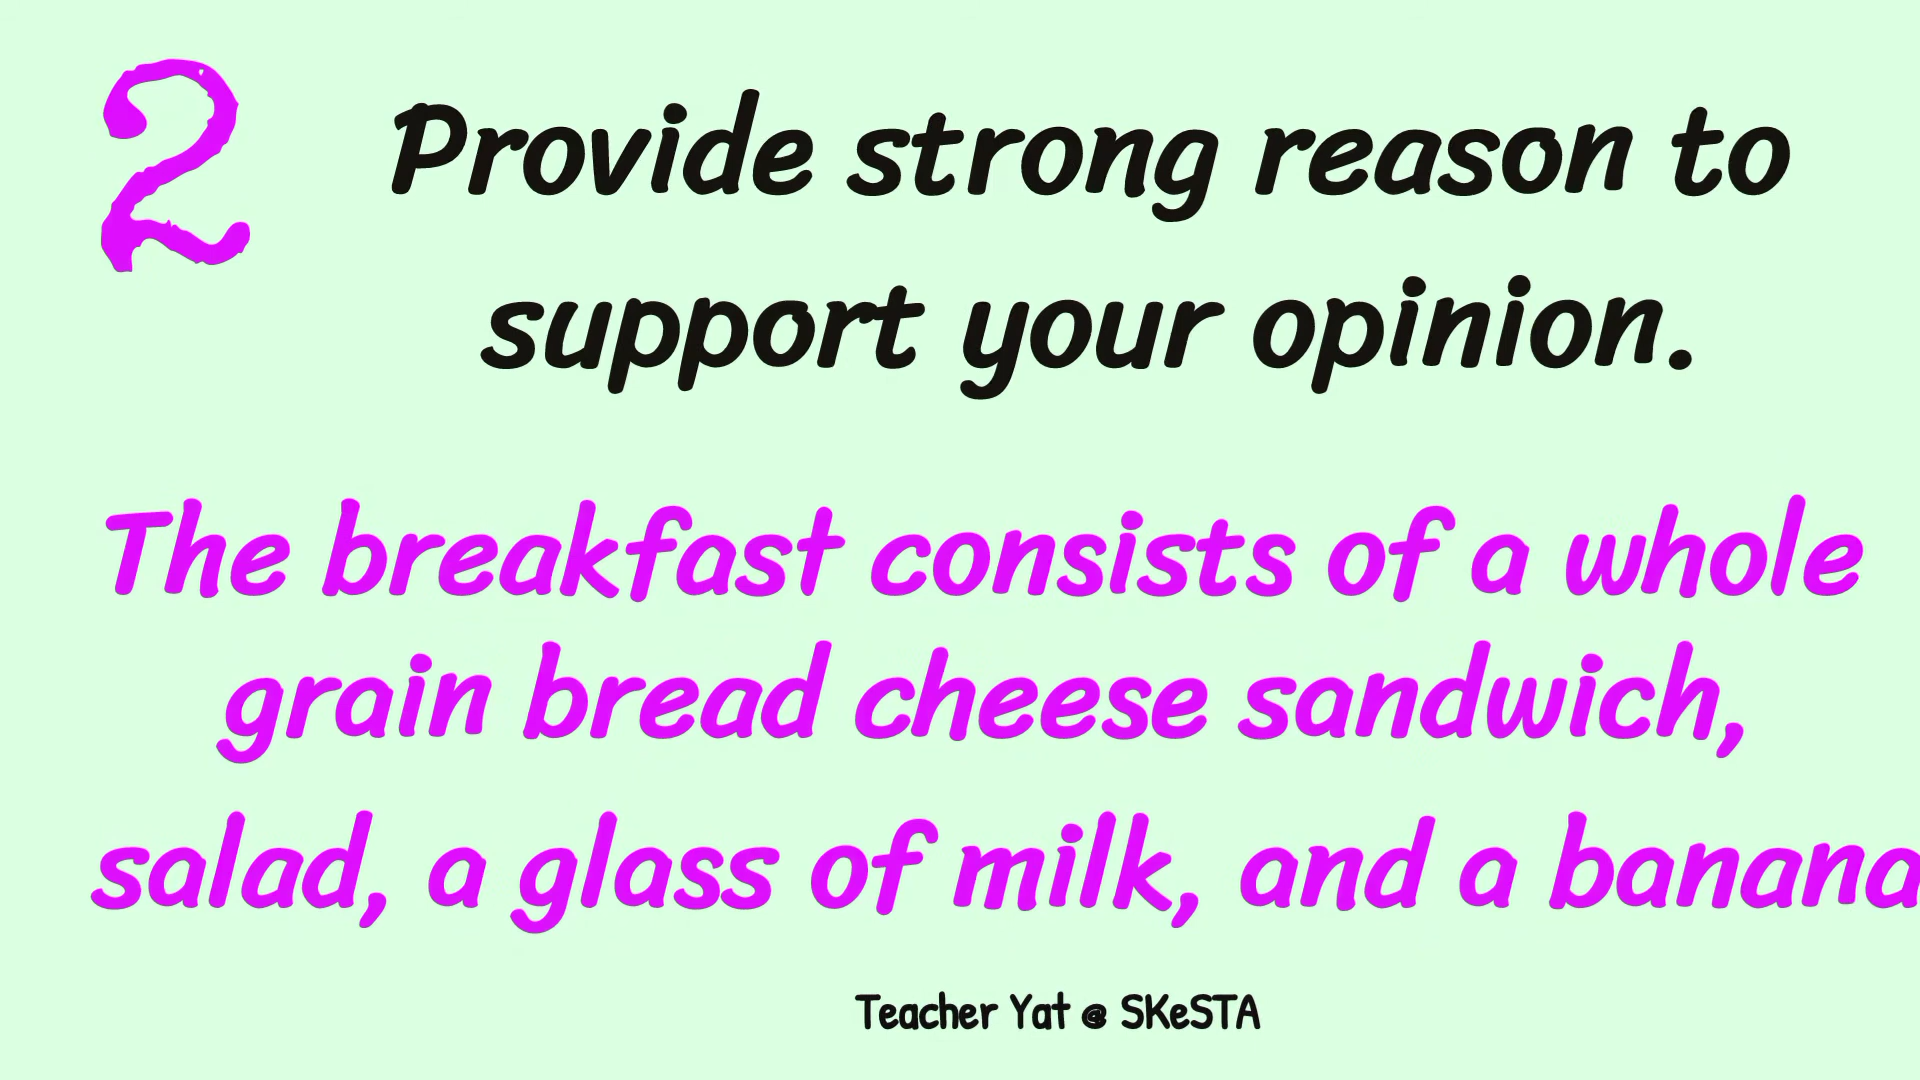 2
Provide strong reason to
support your opinion.
The breakfast consists of a whole
grain bread cheese sandwich,
salad, a glass of milk, and a banana
Teacher Yat @ SKeSTA